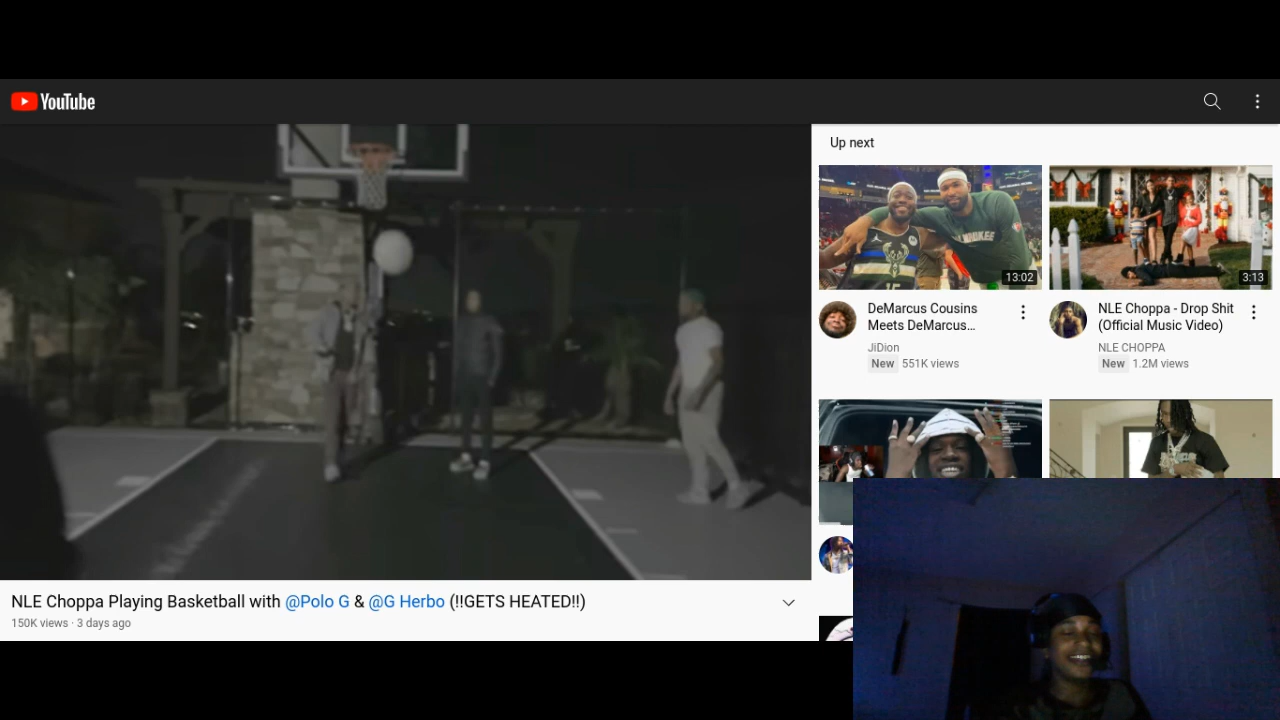 YouTube
Up next
13:02
3:13
DeMarcus Cousins
Meets DeMarcus...
JiDion
New 551K views
NLE Choppa - Drop Shit
(Official Music Video)
NLE CHOPPA
New 1.2M views
NLE Choppa Playing Basketball with @Polo G & @G Herbo (!!GETS HEATED!!)
150K views · 3 days ago